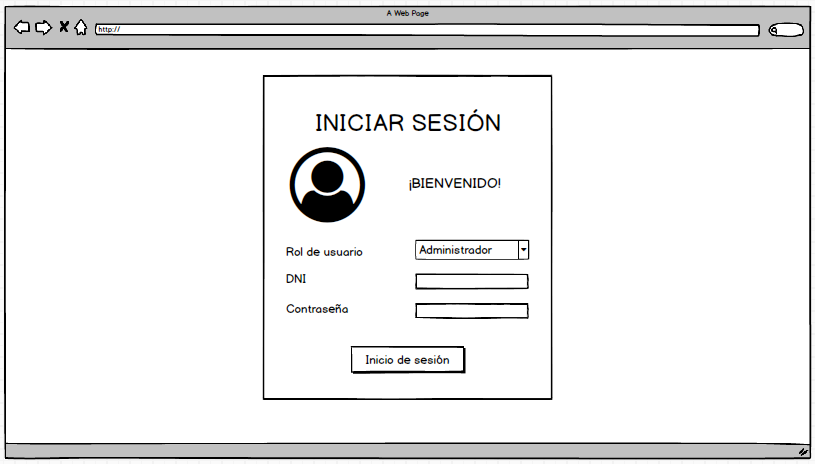 A Web Page
http://
INICIAR SESIÓN
¡BIENVENIDO!
Rol de usuario
Administrador
DNI
Contraseña
Inicio de sesión